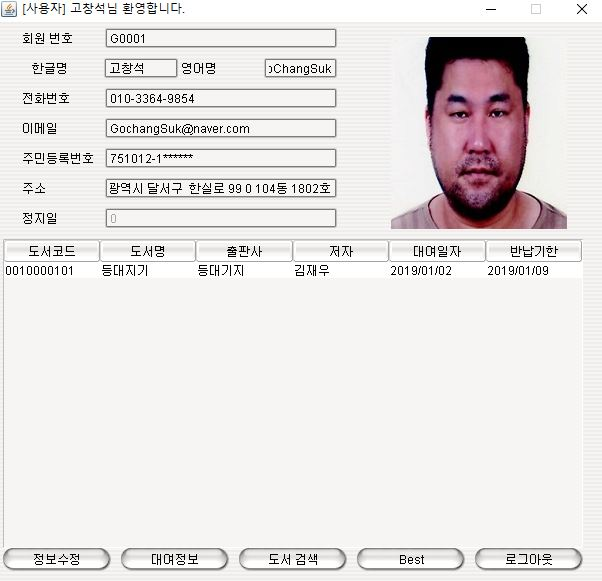 [사용자] 고창석님 환영합니다.
회원 번호 G0001
한글명 고창석 영어명 oChangSuk
전화번호 010-3364-9854
이메일 GochangSuk@naver.com
주민등록번호 751012-1******
주소 광역시 달서구 한실로 99 0 104동 1802호
정지일 0
도서코드 도서명 출판사 저자 대여일자 반납기한
0010000101 등대지기 등대기지 김재우 2019/01/02 2019/01/09
정보수정 대여정보 도서 검색 Best 로그아웃